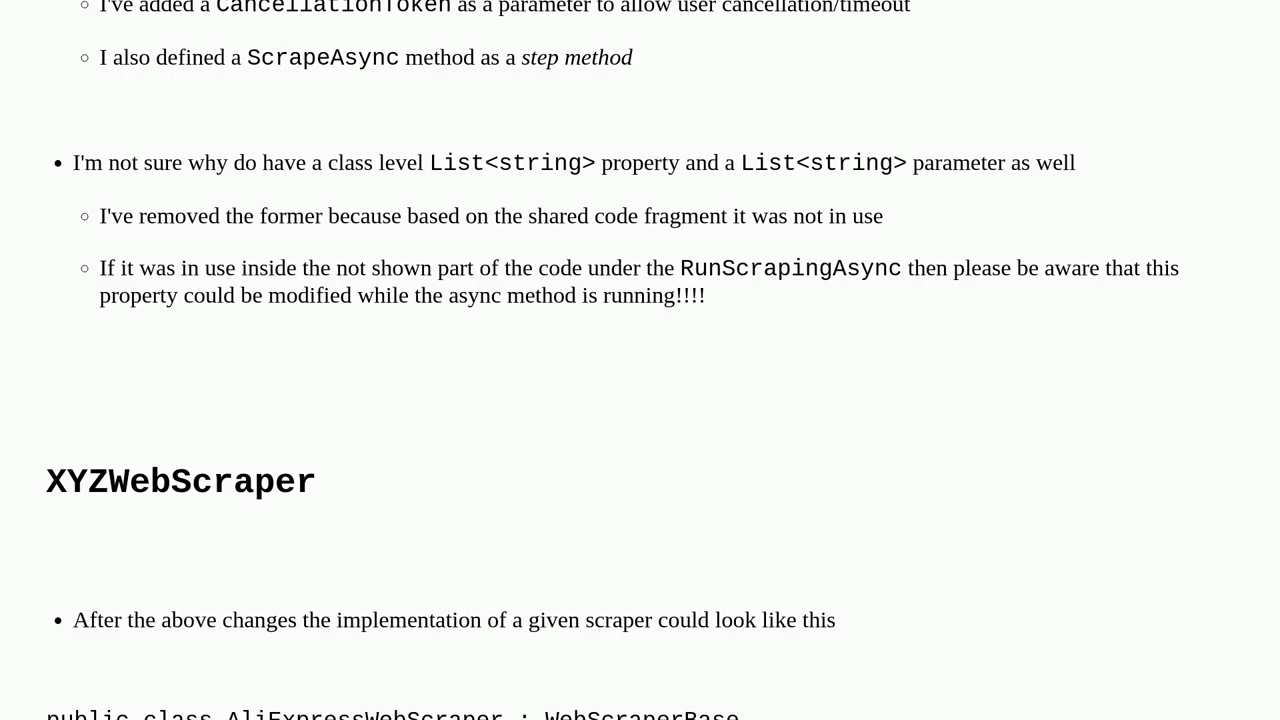 I've added a CancellationToken as a parameter to allow user cancellation/timeout
I also defined a ScrapeAsync method as a step method
I'm not sure why do have a class level List<string> property and a List<string> parameter as well
I've removed the former because based on the shared code fragment it was not in use
If it was in use inside the not shown part of the code under the RunScrapingAsync then please be aware that this
property could be modified while the async method is running!!!!
XYZWebScraper
After the above changes the implementation of a given scraper could look like this
public class AliExpressWebScraper : WebScraperBase